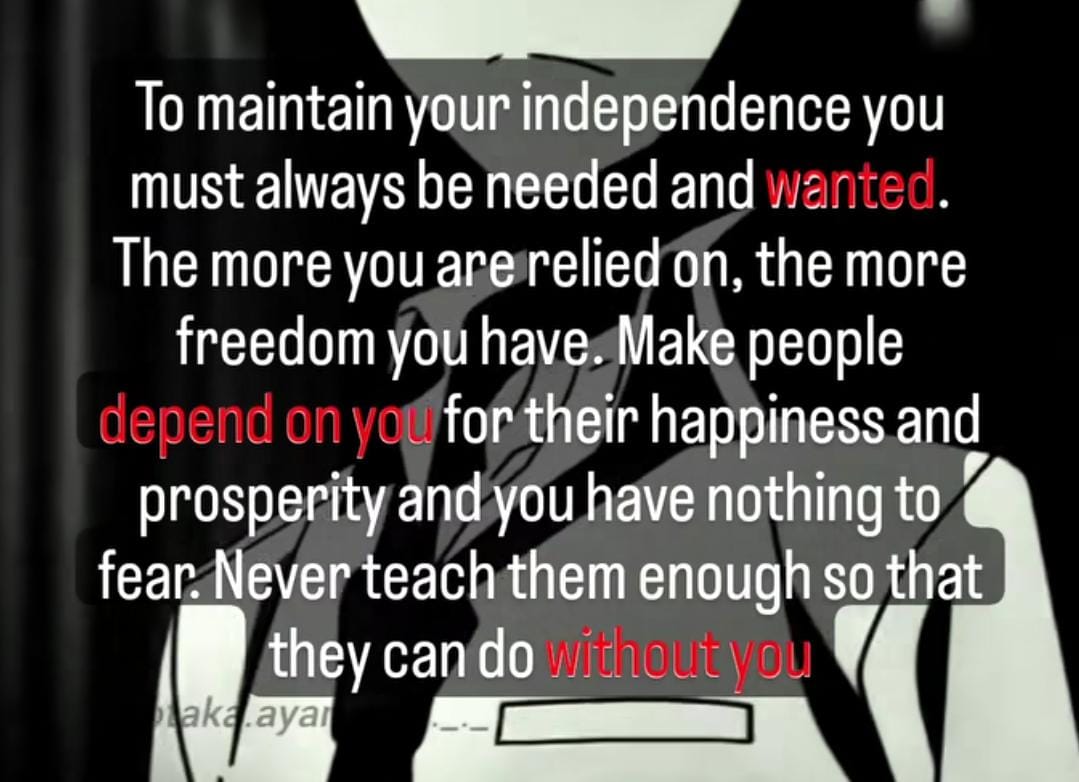 To maintain your independence you
must always be needed and wanted.
The more you are relied on, the more
freedom you have. Make people
depend on you for their happiness and
prosperity and you have nothing to
fear. Never teach them enough so that
they can do without you